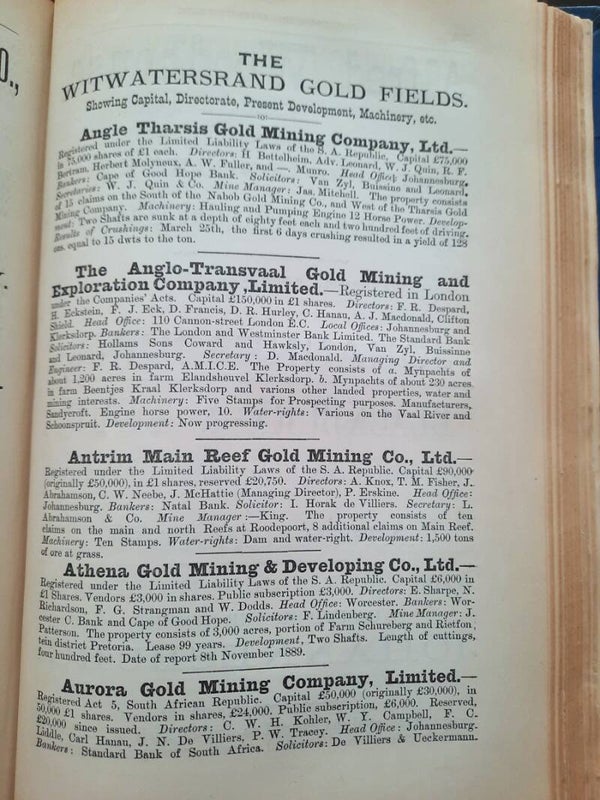 THE
WITWATERSRAND GOLD FIELDS.
Showing Capital, Directorate, Present Development, Machinery, etc.
Angle Tharsis Gold Mining Company, Ltd.—
Registered under the Limited Liability Laws of the S. A. Republic, Capital £75,000
in 75,000 shares of £1 each. Directors: H Bettelheim, Adv. Leonard, W. J. Quin, R. F.
Bertram, Herbert Molyneux, A. W. Fuller, and —. Munro. Head Office: Johannesburg.
Bankers: Cape of Good Hope Bank. Solicitors: Van Zyl, Buissinne and Leonard.
Secretaries: W. J. Quin & Co. Mine Manager: Jas. Mitchell. The property consists
of 15 claims on the South of the Nabob Gold Mining Co., and West of the Tharsis Gold
Mining Company. Machinery: Hauling and Pumping Engine 12 Horse Power. Develop-
ment: Two Shafts are sunk at a depth of eighty feet each and two hundred feet of driving.
Results of Crushings: March 25th, the first 6 days crushing resulted in a yield of 128
ozs. equal to 15 dwts to the ton.
The Anglo-Transvaal Gold Mining and
Exploration Company, Limited.—Registered in London
under the Companies' Acts. Capital £150,000 in £1 shares. Directors: F. R. Despard,
H. Eckstein, F. J. Eck, D. Francis, D. R. Hurley, C. Hanau, A. J. Macdonald, Clifton
Shield. Head Office: 110 Cannon-street London E.C. Local Offices: Johannesburg and
Klerksdorp. Bankers: The London and Westminster Bank Limited. The Standard Bank
Solicitors: Hollams Sons Coward and Hawksly, London, Van Zyl, Buissinne
and Leonard, Johannesburg. Secretary: D. Macdonald. Managing Director and
Engineer: F. R. Despard, A.M.I.C.E. The Property consists of a. Mynpachts of
about 1,200 acres in farm Elandsheuvel Klerksdorp. b. Mynpachts of about 230 acres
in farm Beentjes Kraal Klerksdorp and various other landed properties, water and
mining interests. Machinery: Five Stamps for Prospecting purposes. Manufacturers,
Sandycroft. Engine horse power, 10. Water-rights: Various on the Vaal River and
Schoonspruit. Development: Now progressing.
Antrim Main Reef Gold Mining Co., Ltd.—
Registered under the Limited Liability Laws of the S. A. Republic. Capital £90,000
(originally £50,000), in £1 shares, reserved £20,750. Directors: A. Knox, T. M. Fisher, J.
Abrahamson, C. W. Neebe, J. McHattie (Managing Director), P. Erskine. Head Office:
Johannesburg. Bankers: Natal Bank. Solicitor: I. Horak de Villiers. Secretary: L.
Abrahamson & Co. Mine Manager:—King. The property consists of ten
claims on the main and north Reefs at Roodepoort, 8 additional claims on Main Reef.
Machinery: Ten Stamps. Water-rights: Dam and water-right. Development: 1,500 tons
of ore at grass.
Athena Gold Mining & Developing Co., Ltd.—
Registered under the Limited Liability Laws of the S. A. Republic. Capital £6,000 in
£1 Shares. Vendors £3,000 in shares. Public subscription £3,000. Directors: E. Sharpe, N.
Richardson, F. G. Strangman and W. Dodds. Head Office: Worcester. Bankers: Wor-
cester C. Bank and Cape of Good Hope. Solicitors: F. Lindenberg. Mine Manager: J.
Patterson. The property consists of 3,000 acres, portion of Farm Schureberg and Rietfon-
tein district Pretoria. Lease 99 years. Development, Two Shafts. Length of cuttings,
four hundred feet. Date of report 8th November 1889.
Aurora Gold Mining Company, Limited.—
Registered Act 5, South African Republic. Capital £50,000 (originally £30,000), in
50,000 £1 shares. Vendors in shares, £24,000. Public subscription, £6,000. Reserved,
£20,000 since issued. Directors: C. W. H. Kohler, W. Y. Campbell, F. C.
Liddle, Carl Hanau, J. N. De Villiers, P. W. Tracey. Head Office: Johannesburg.
Bankers: Standard Bank of South Africa. Solicitors: De Villiers & Ueckermann.